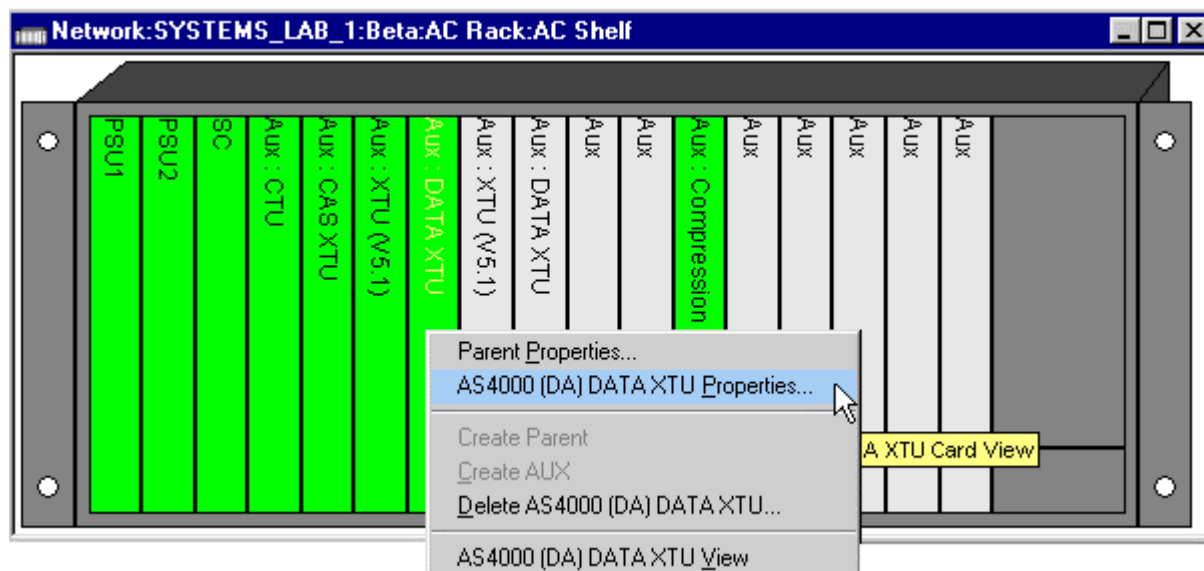 Network:SYSTEMS_LAB_1:Beta:AC Rack:AC Shelf
PSU1
PSU2
SC
Aux : CTU
Aux : CAS XTU
Aux : XTU (V5.1)
Aux : DATA XTU
Aux : XTU (V5.1)
Aux : DATA XTU
Aux
Aux
Aux : Compression
Aux
Aux
Aux
Aux
Aux
Parent Properties...
AS4000 (DA) DATA XTU Properties...
Create Parent
Create AUX
Delete AS4000 (DA) DATA XTU...
AS4000 (DA) DATA XTU View
A XTU Card View